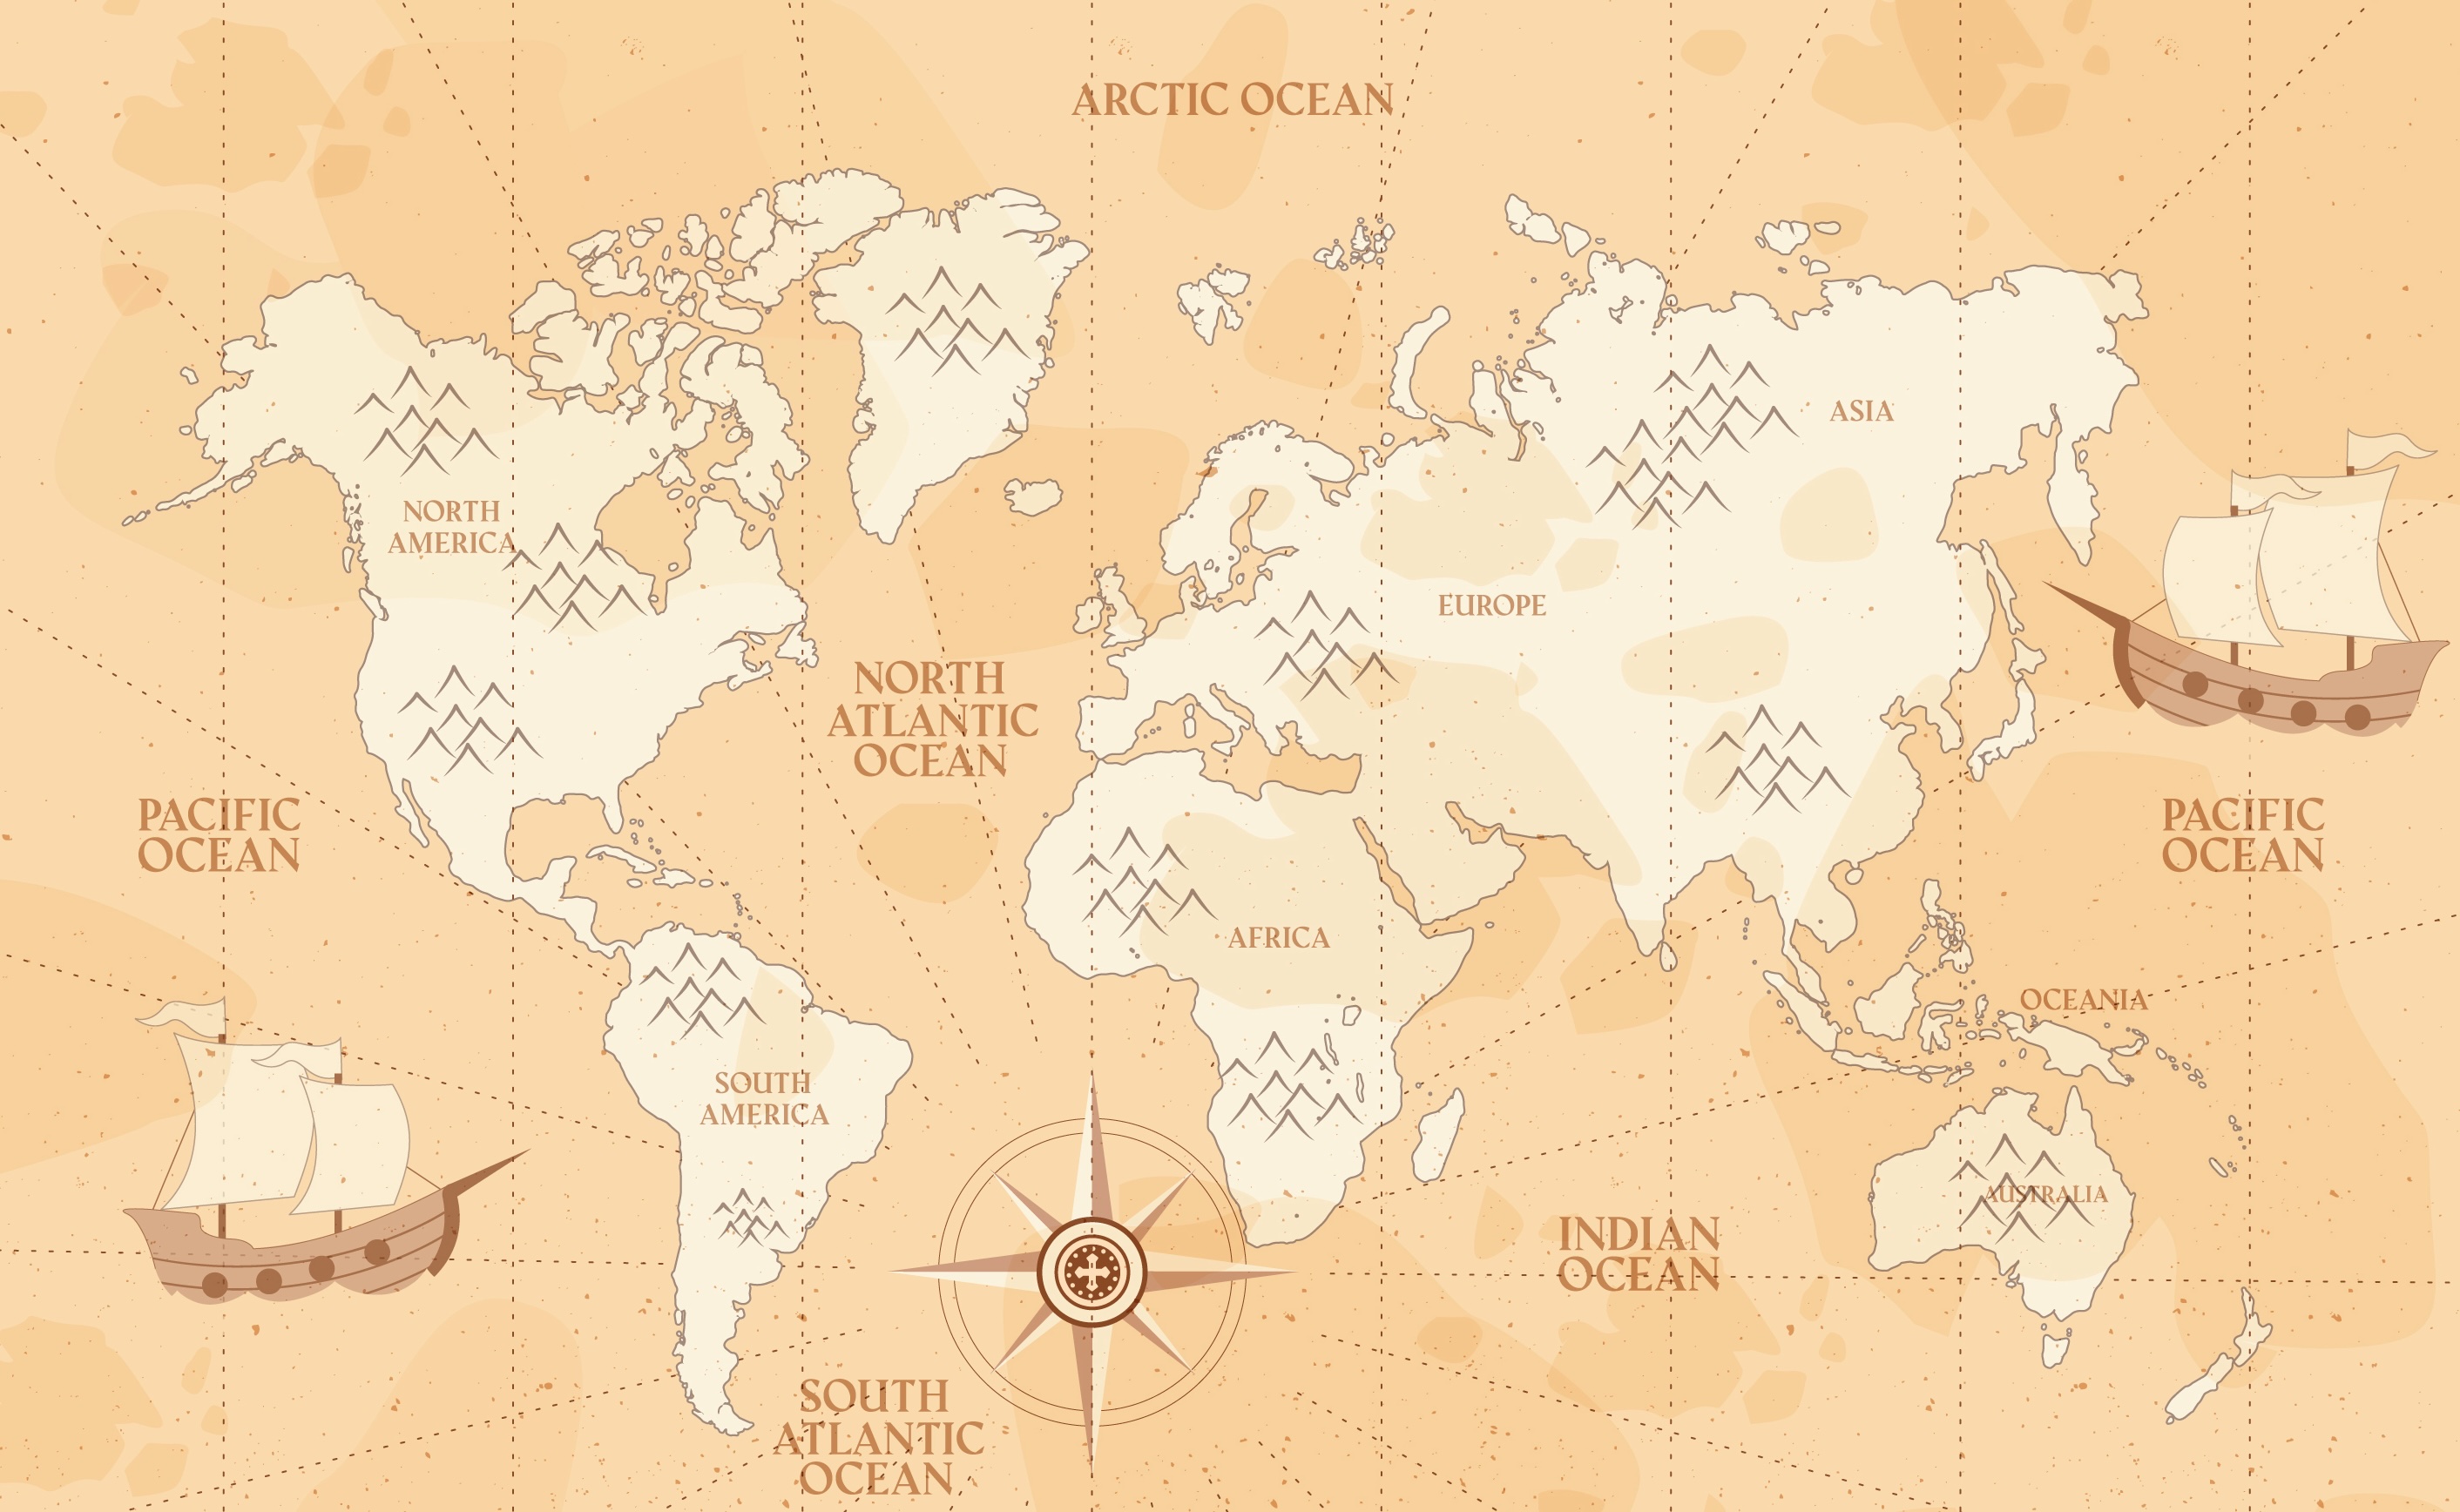 ARCTIC OCEAN
ASIA
NORTH
AMERICA
EUROPE
NORTH
ATLANTIC
OCEAN
PACIFIC
OCEAN
PACIFIC
OCEAN
AFRICA
OCEANIA
SOUTH
AMERICA
AUSTRALIA
INDIAN
OCEAN
SOUTH
ATLANTIC
OCEAN